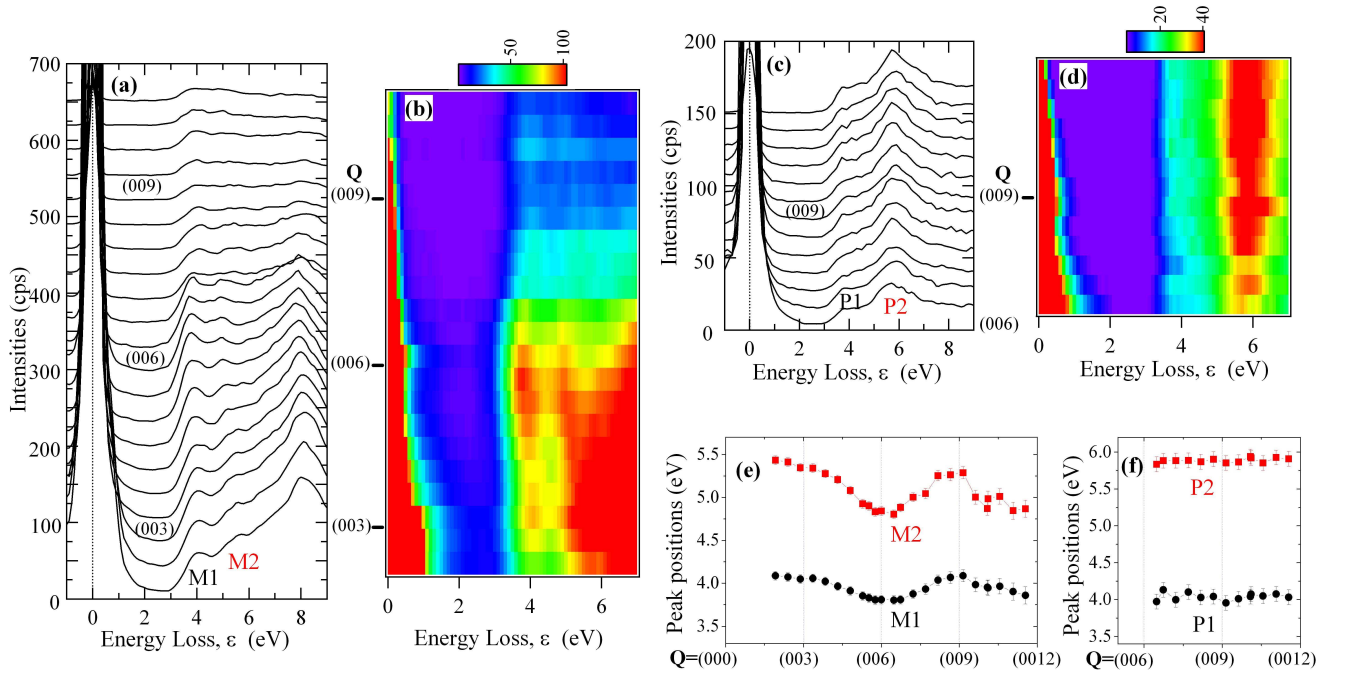 (a)
700
600
500
400
300
200
100
0
Intensities (cps)
(009)
(006)
(003)
M1
M2
0
2
4
6
8
Energy Loss, ε (eV)
50
100
(b)
Q
(009)
(006)
(003)
0
2
4
6
Energy Loss, ε (eV)
(c)
200
150
100
50
0
Intensities (cps)
(009)
P1
P2
0
2
4
6
8
Energy Loss, ε (eV)
20
40
(d)
Q
(009)
(006)
0
2
4
6
Energy Loss, ε (eV)
(e)
5.5
5.0
4.5
4.0
3.5
Peak positions (eV)
M2
M1
Q=(000)
(003)
(006)
(009)
(0012)
(f)
6.0
5.5
5.0
4.5
4.0
3.5
Peak positions (eV)
P2
P1
Q=(006)
(009)
(0012)